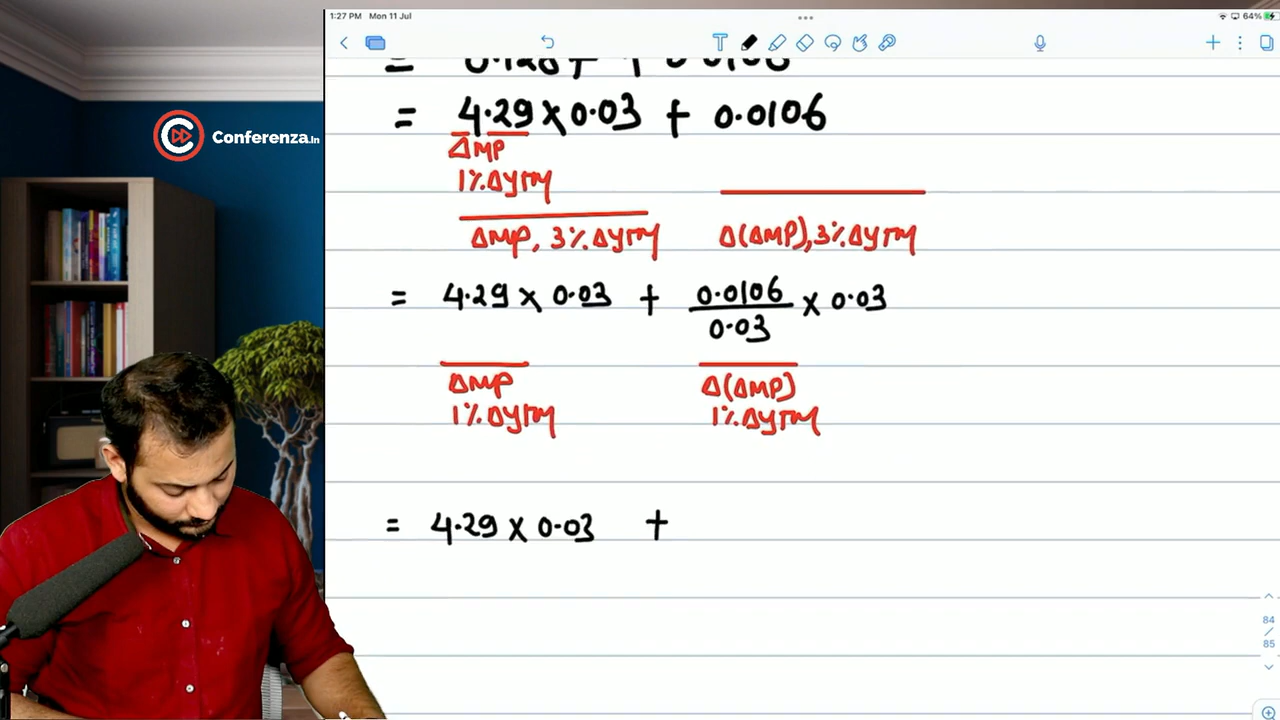 1:27 PM Mon 11 Jul
64%
Conferenza.in
= 4.29 × 0.03 + 0.0106
ΔMP
1% ΔYTM
ΔMP, 3% ΔYTM Δ(ΔMP), 3% ΔYTM
= 4.29 × 0.03 + 0.0106 × 0.03
0.03
ΔMP Δ(ΔMP)
1% ΔYTM 1% ΔYTM
= 4.29 × 0.03 +
84
/
85